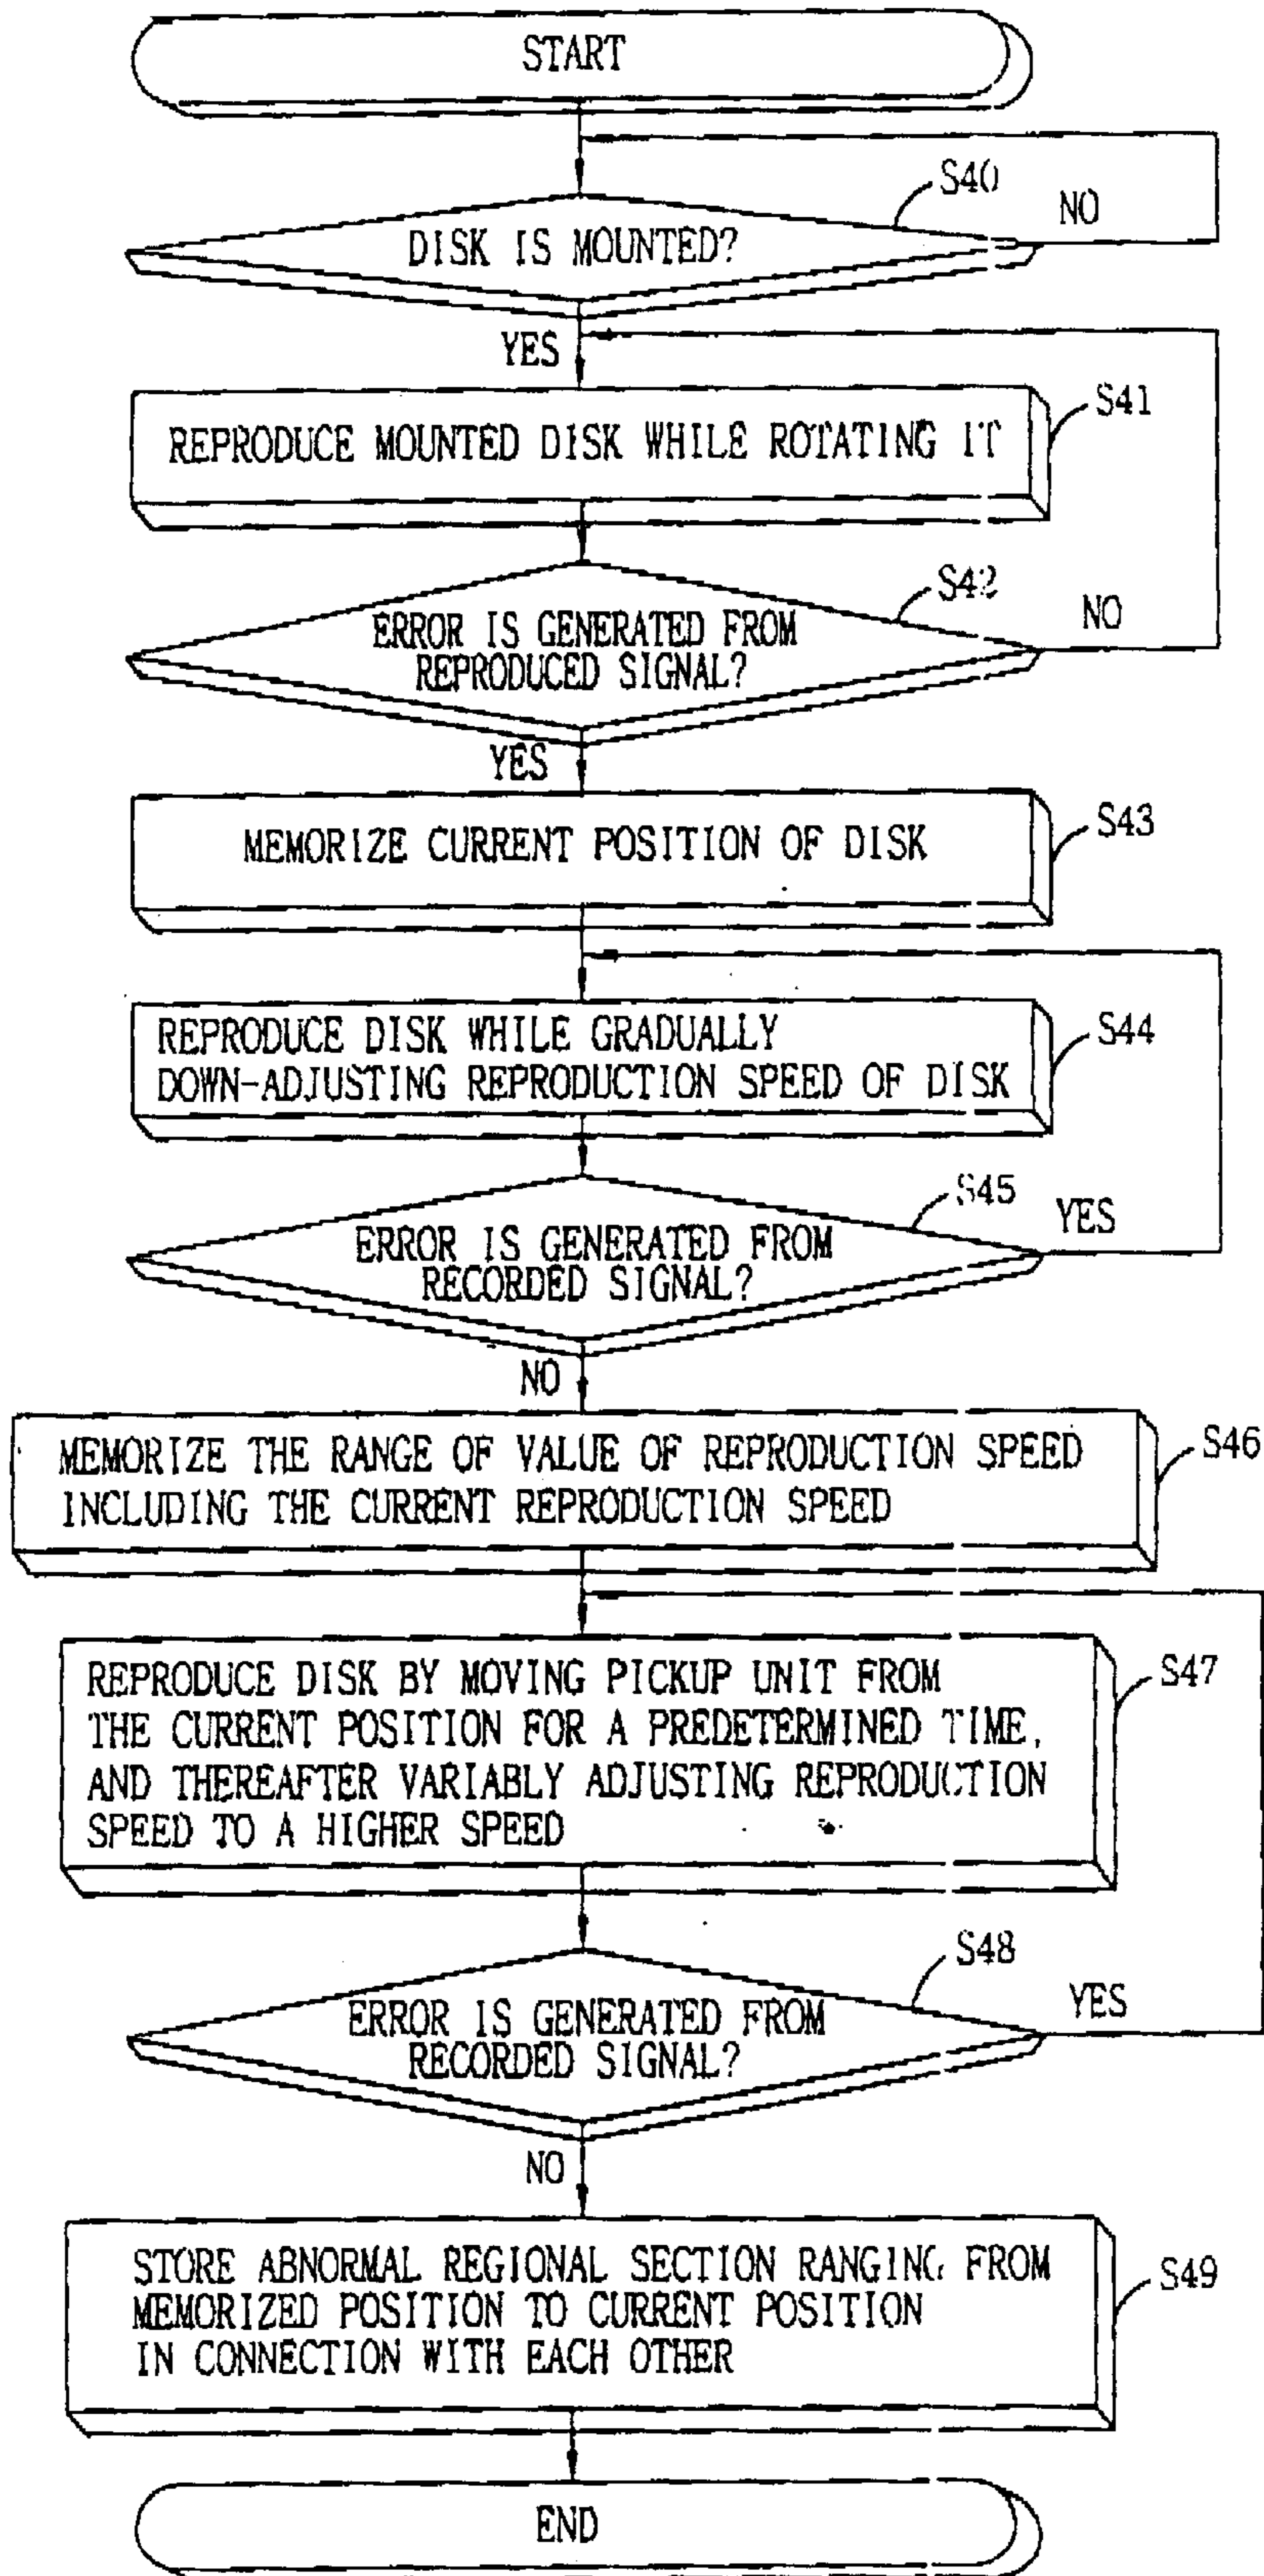 START
S40
NO
DISK IS MOUNTED?
YES
S41
REPRODUCE MOUNTED DISK WHILE ROTATING IT
S42
NO
ERROR IS GENERATED FROM
REPRODUCED SIGNAL?
YES
S43
MEMORIZE CURRENT POSITION OF DISK
S44
REPRODUCE DISK WHILE GRADUALLY
DOWN-ADJUSTING REPRODUCTION SPEED OF DISK
S45
YES
ERROR IS GENERATED FROM
RECORDED SIGNAL?
NO
S46
MEMORIZE THE RANGE OF VALUE OF REPRODUCTION SPEED
INCLUDING THE CURRENT REPRODUCTION SPEED
S47
REPRODUCE DISK BY MOVING PICKUP UNIT FROM
THE CURRENT POSITION FOR A PREDETERMINED TIME,
AND THEREAFTER VARIABLY ADJUSTING REPRODUCTION
SPEED TO A HIGHER SPEED
S48
YES
ERROR IS GENERATED FROM
RECORDED SIGNAL?
NO
S49
STORE ABNORMAL REGIONAL SECTION RANGING FROM
MEMORIZED POSITION TO CURRENT POSITION
IN CONNECTION WITH EACH OTHER
END